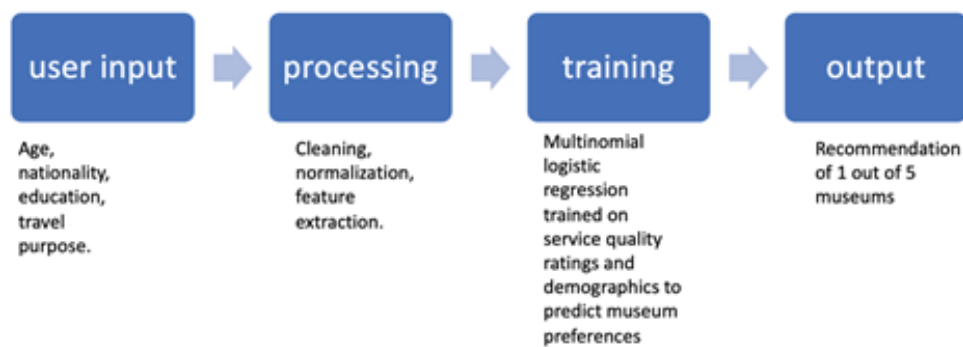 user input
processing
training
output
Age,
nationality,
education,
travel
purpose.
Cleaning,
normalization,
feature
extraction.
Multinomial
logistic
regression
trained on
service quality
ratings and
demographics to
predict museum
preferences
Recommendation
of 1 out of 5
museums